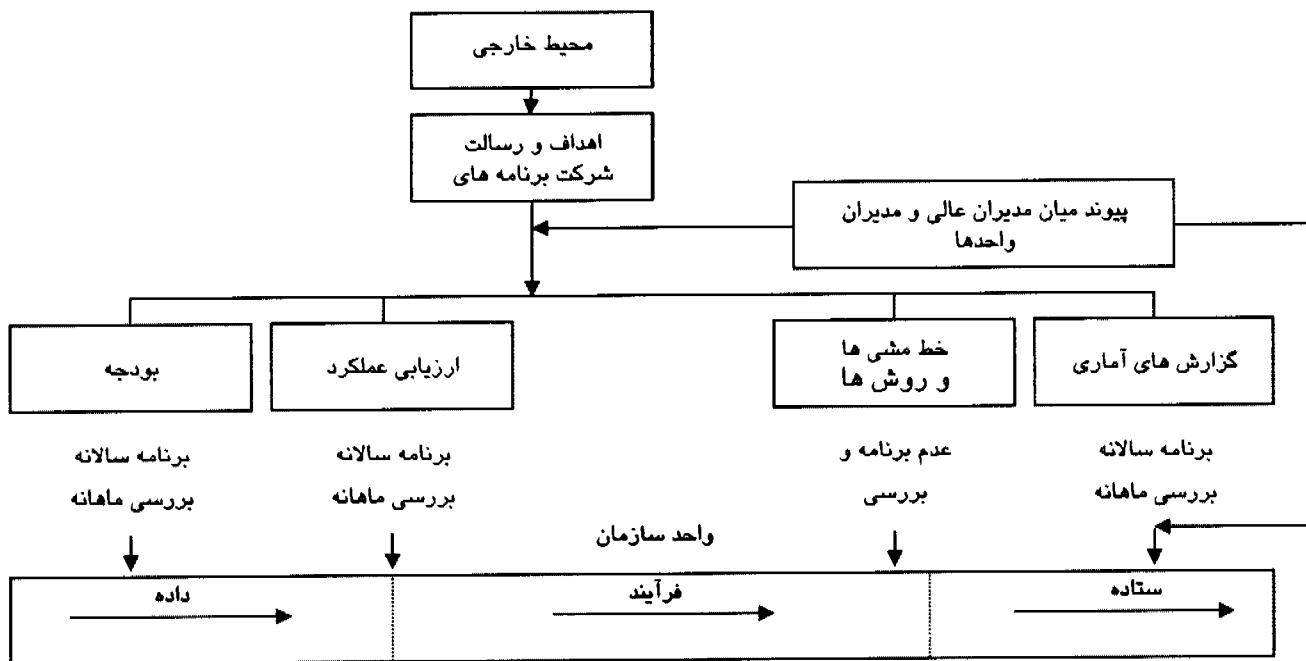 محیط خارجی
اهداف و رسالت
شرکت برنامه های
پیوند میان مدیران عالی و مدیران
واحدها
گزارش های آماری
خط مشی ها
و روش ها
ارزیابی عملکرد
بودجه
برنامه سالانه
بررسی ماهانه
عدم برنامه و
بررسی
برنامه سالانه
بررسی ماهانه
برنامه سالانه
بررسی ماهانه
واحد سازمان
داده
فرآیند
ستاده